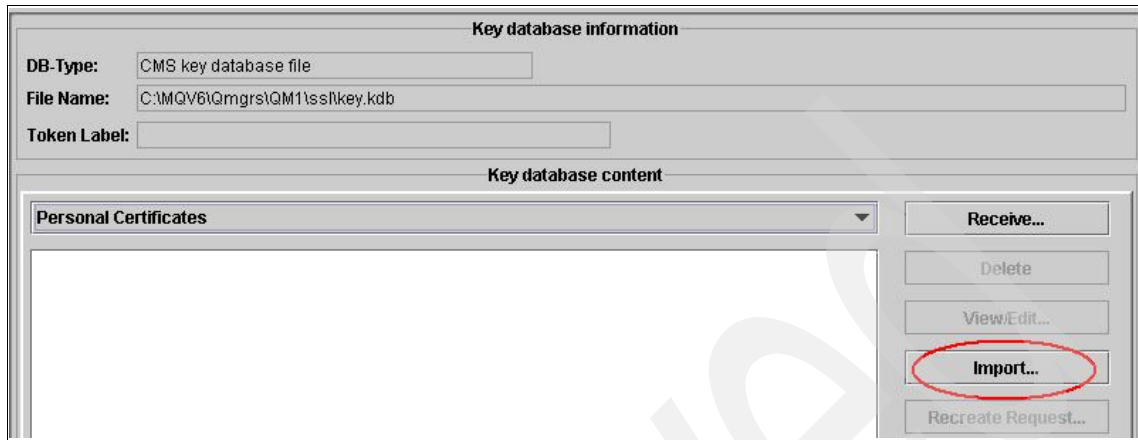 Key database information
DB-Type: CMS key database file
File Name: C:\MQV6\Qmgrs\QM1\ssl\key.kdb
Token Label:
Key database content
Personal Certificates
Receive...
Delete
View/Edit...
Import...
Recreate Request...